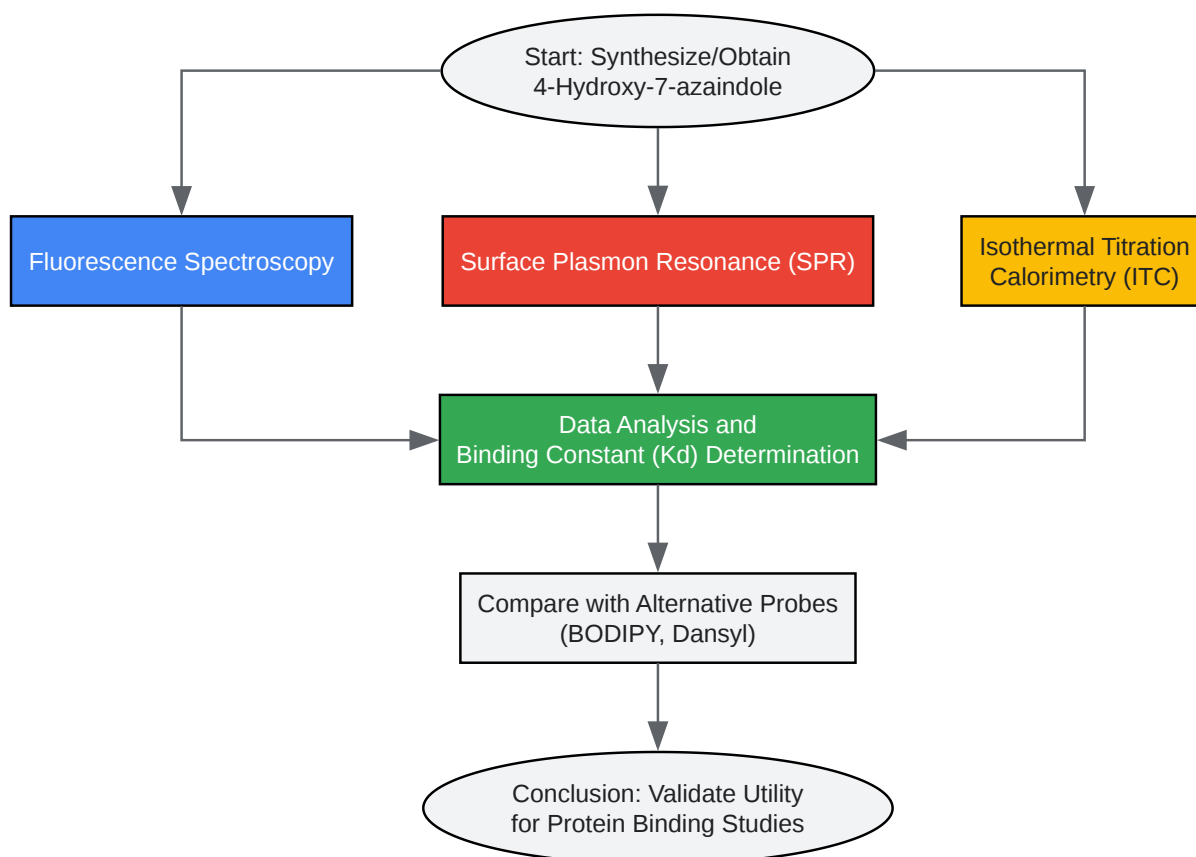 Start: Synthesize/Obtain
4-Hydroxy-7-azaindole
Fluorescence Spectroscopy
Surface Plasmon Resonance (SPR)
Isothermal Titration
Calorimetry (ITC)
Data Analysis and
Binding Constant (Kd) Determination
Compare with Alternative Probes
(BODIPY, Dansyl)
Conclusion: Validate Utility
for Protein Binding Studies